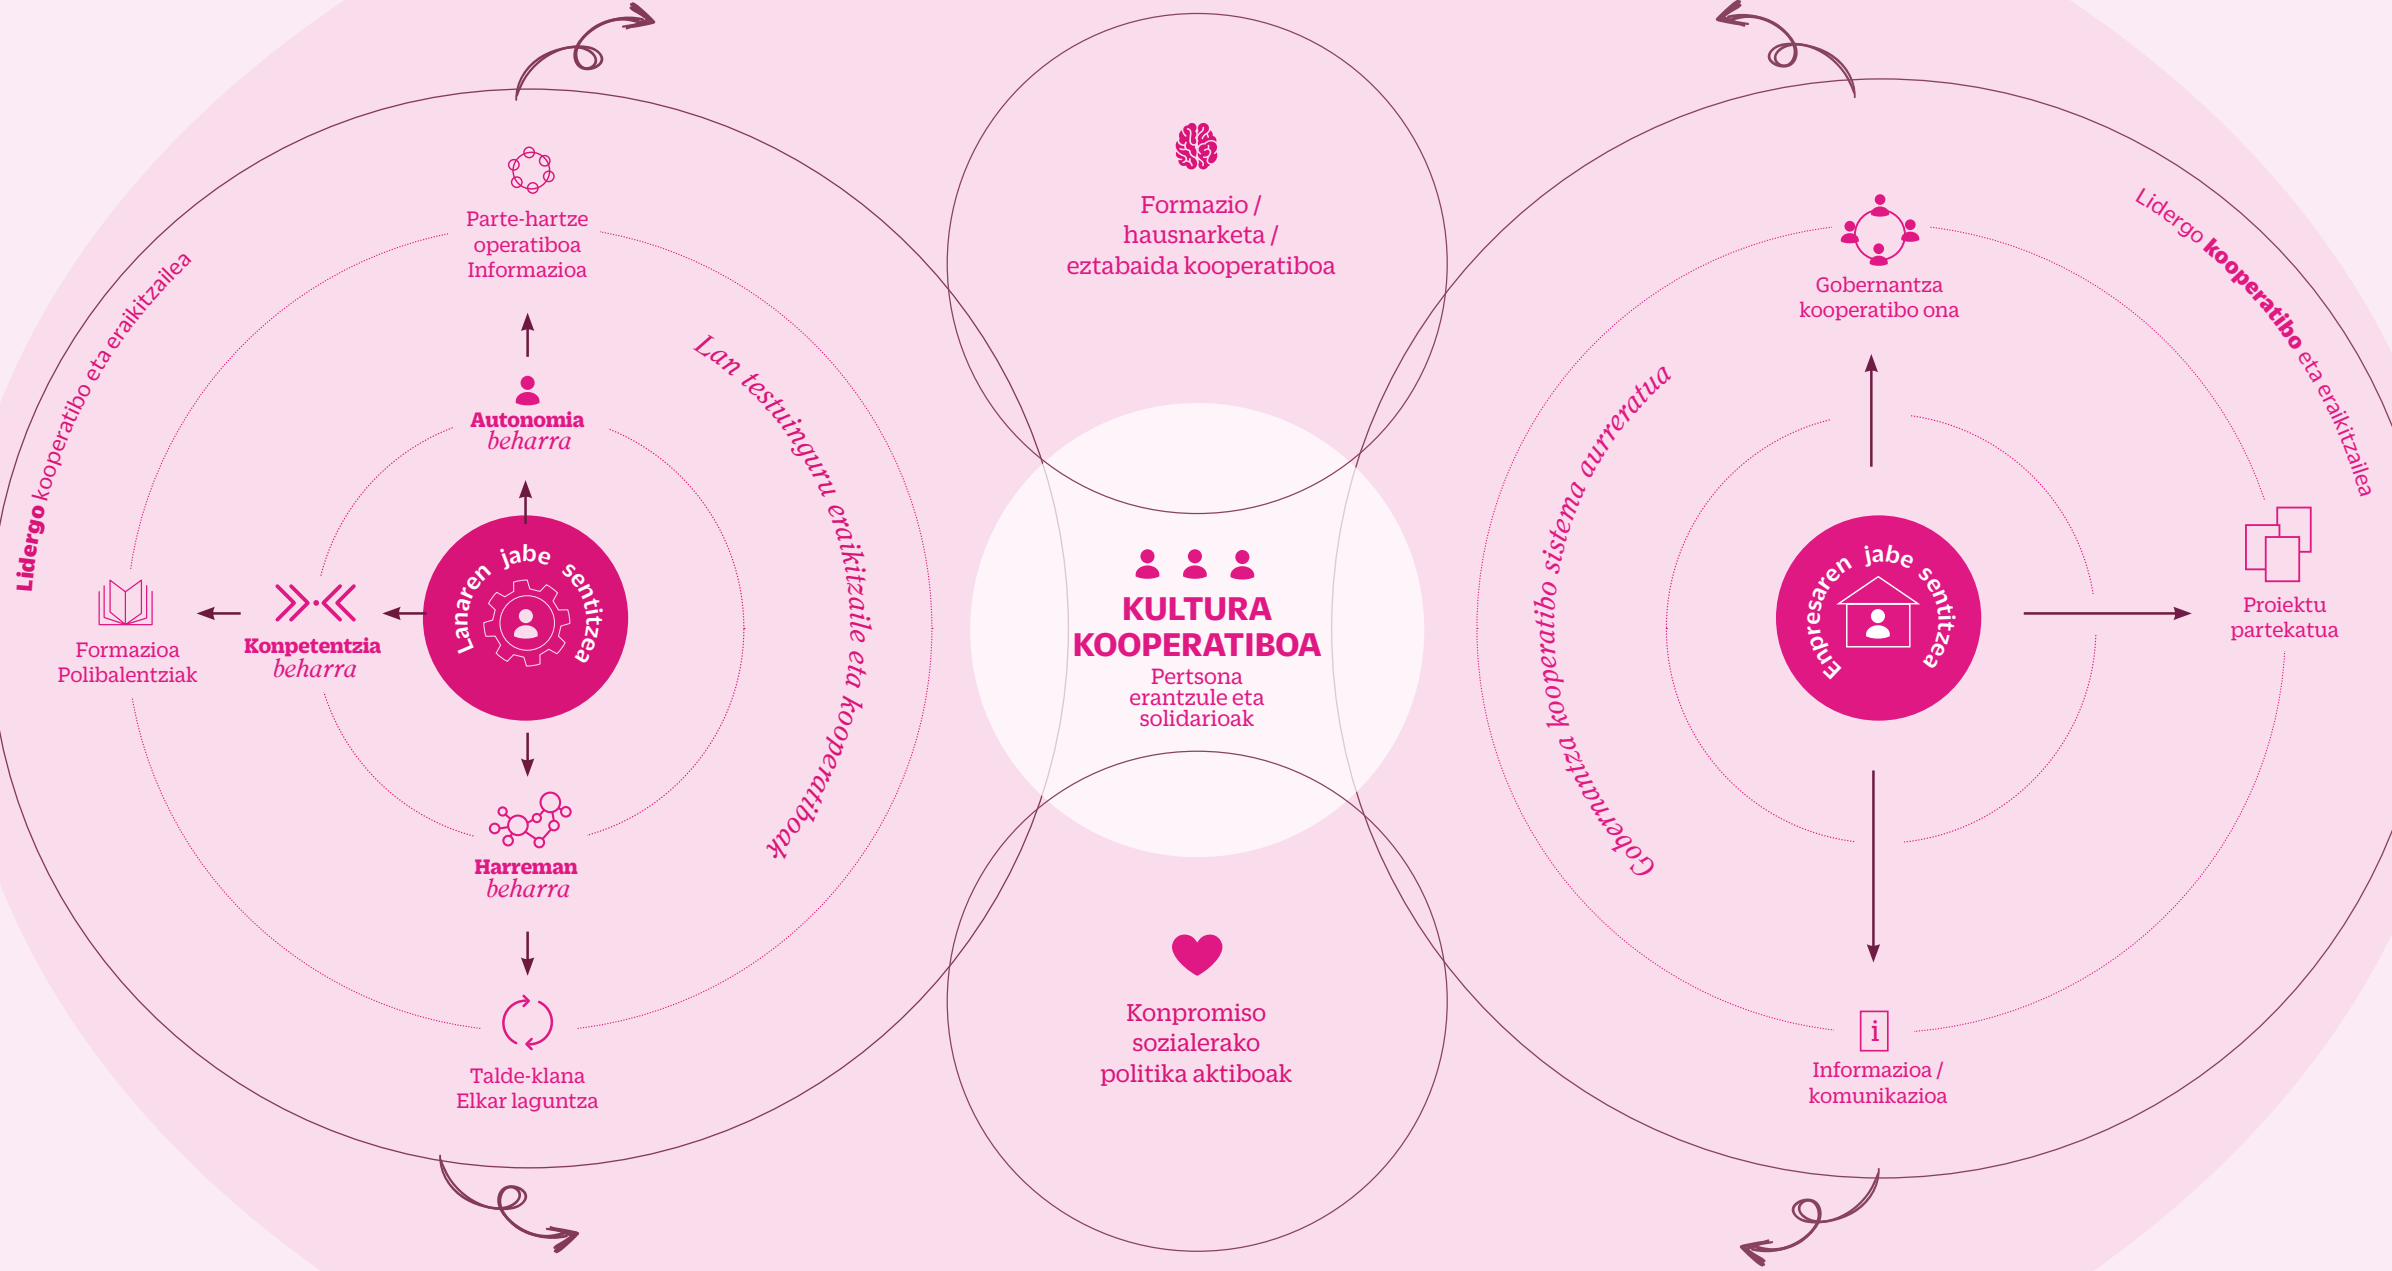 Lidergo kooperatibo eta eraikitzailea
Parte-hartze
operatiboa
Informazioa
Autonomia
beharra
Lanaren jabe sentitzea
Konpetentzia
beharra
Formazioa
Polibalentziak
Harreman
beharra
Talde-klana
Elkar laguntza
Lan testuinguru eraikitzaile eta kooperatiboak
Formazio /
hausnarketa /
eztabaida kooperatiboa
KULTURA
KOOPERATIBOA
Pertsona
erantzule eta
solidarioak
Konpromiso
sozialerako
politika aktiboak
Gobernantza kooperatibo sistema aurreratua
Gobernantza
kooperatibo ona
Enpresaren jabe sentitzea
Proiektu
partekatua
i
Informazioa /
komunikazioa
Lidergo kooperatibo eta eraikitzailea